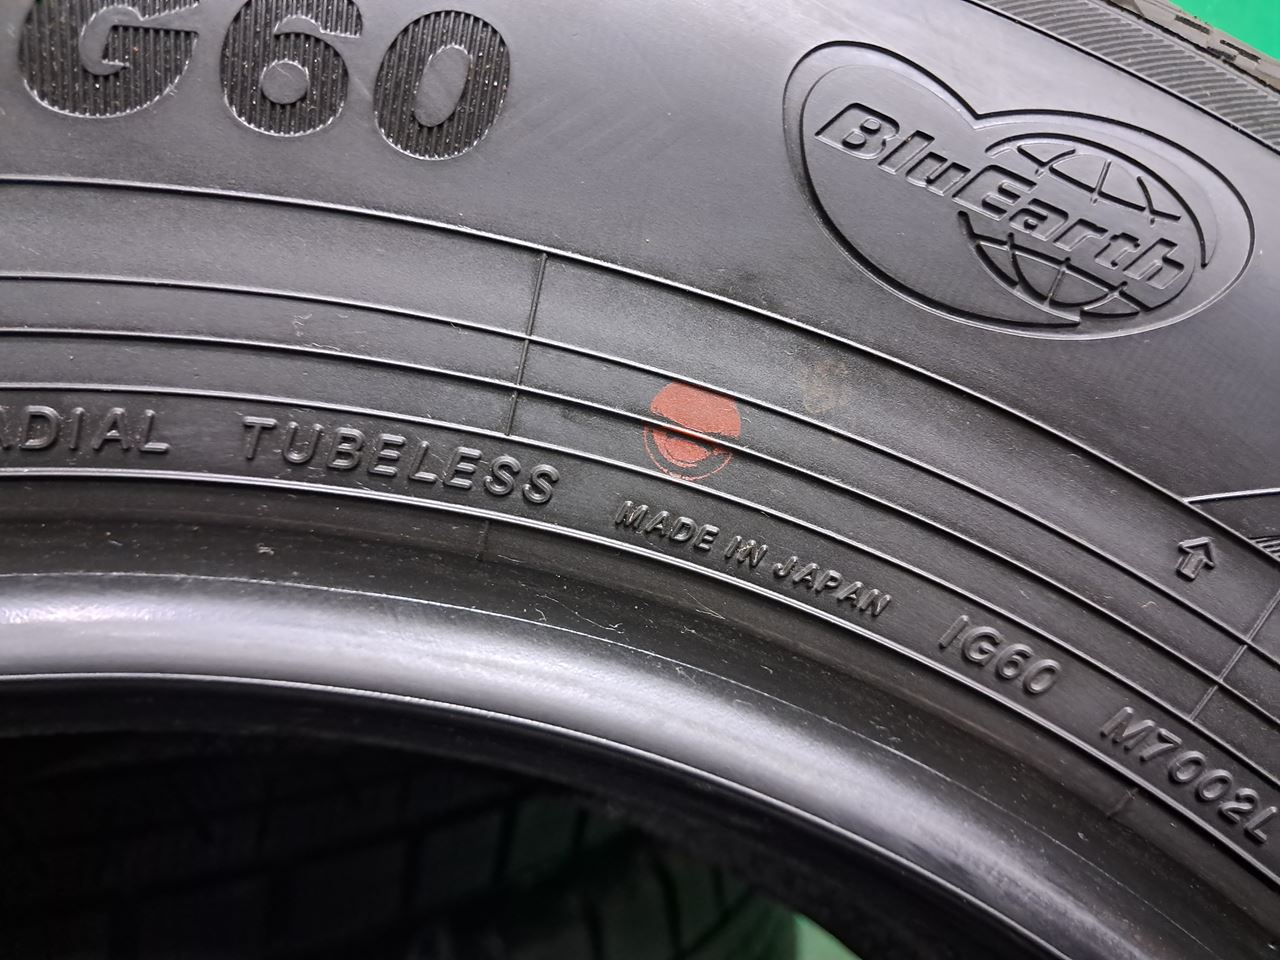 G60
BluEarth
ADIAL TUBELESS MADE IN JAPAN IG60 M7002L